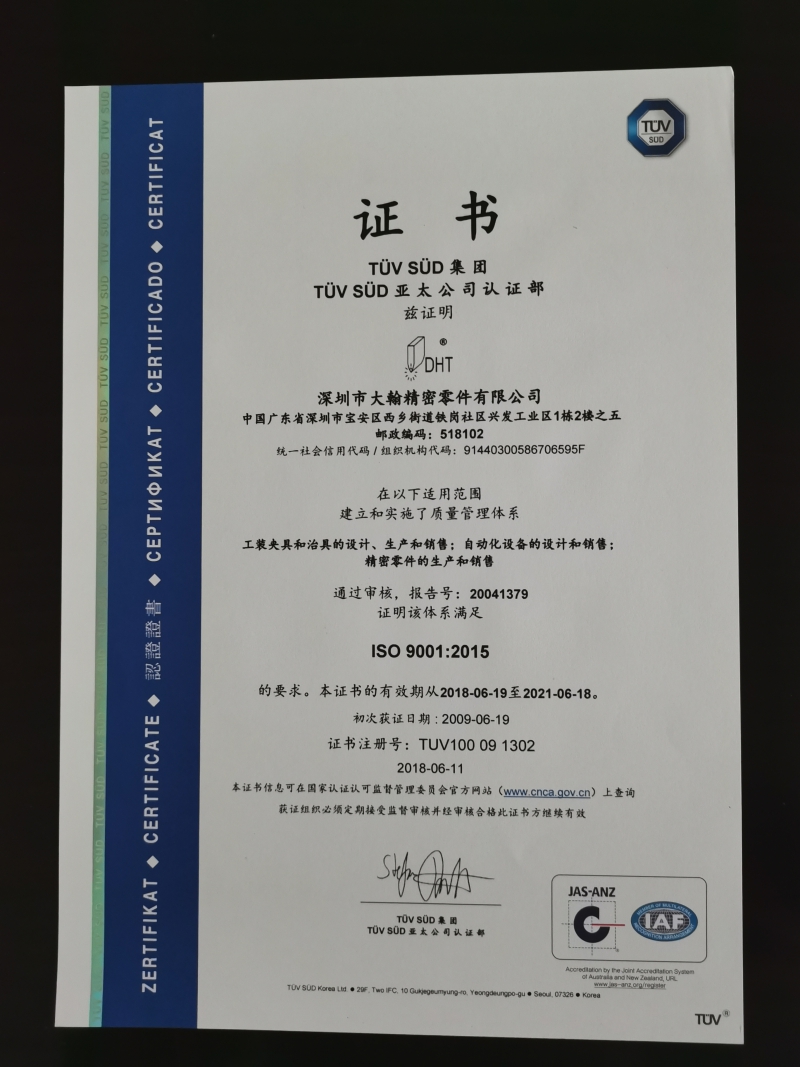 TÜV
SÜD
证 书
TÜV SÜD 集团
TÜV SÜD 亚太公司认证部
兹证明
DHT ®
深圳市大翰精密零件有限公司
中国广东省深圳市宝安区西乡街道铁岗社区兴发工业区1栋2楼之五
邮政编码：518102
统一社会信用代码 / 组织机构代码：91440300586706595F
在以下适用范围
建立和实施了质量管理体系
工装夹具和治具的设计、生产和销售；自动化设备的设计和销售；
精密零件的生产和销售
通过审核，报告号：20041379
证明该体系满足
ISO 9001:2015
的要求。本证书的有效期从2018-06-19至2021-06-18。
初次获证日期 : 2009-06-19
证书注册号：TUV100 09 1302
2018-06-11
本证书信息可在国家认证认可监督管理委员会官方网站（www.cnca.gov.cn）上查询
获证组织必须定期接受监督审核并经审核合格此证书方继续有效
TÜV SÜD 集团
TÜV SÜD 亚太公司认证部
JAS-ANZ
MEMBER OF MULTILATERAL
IAF
RECOGNITION ARRANGEMENT
Accreditation by the Joint Accreditation System
of Australia and New Zealand, URL
www.jas-anz.org/register
TÜV SÜD Korea Ltd. ● 29F, Two IFC, 10 Gukjegeumyung-ro, Yeongdeungpo-gu ● Seoul, 07326 ● Korea
TÜV®
ZERTIFIKAT ◆ CERTIFICATE ◆ 認證證書 ◆ СЕРТИФИКАТ ◆ CERTIFICADO ◆ CERTIFICAT
TÜV SÜD TÜV SÜD TÜV SÜD TÜV SÜD